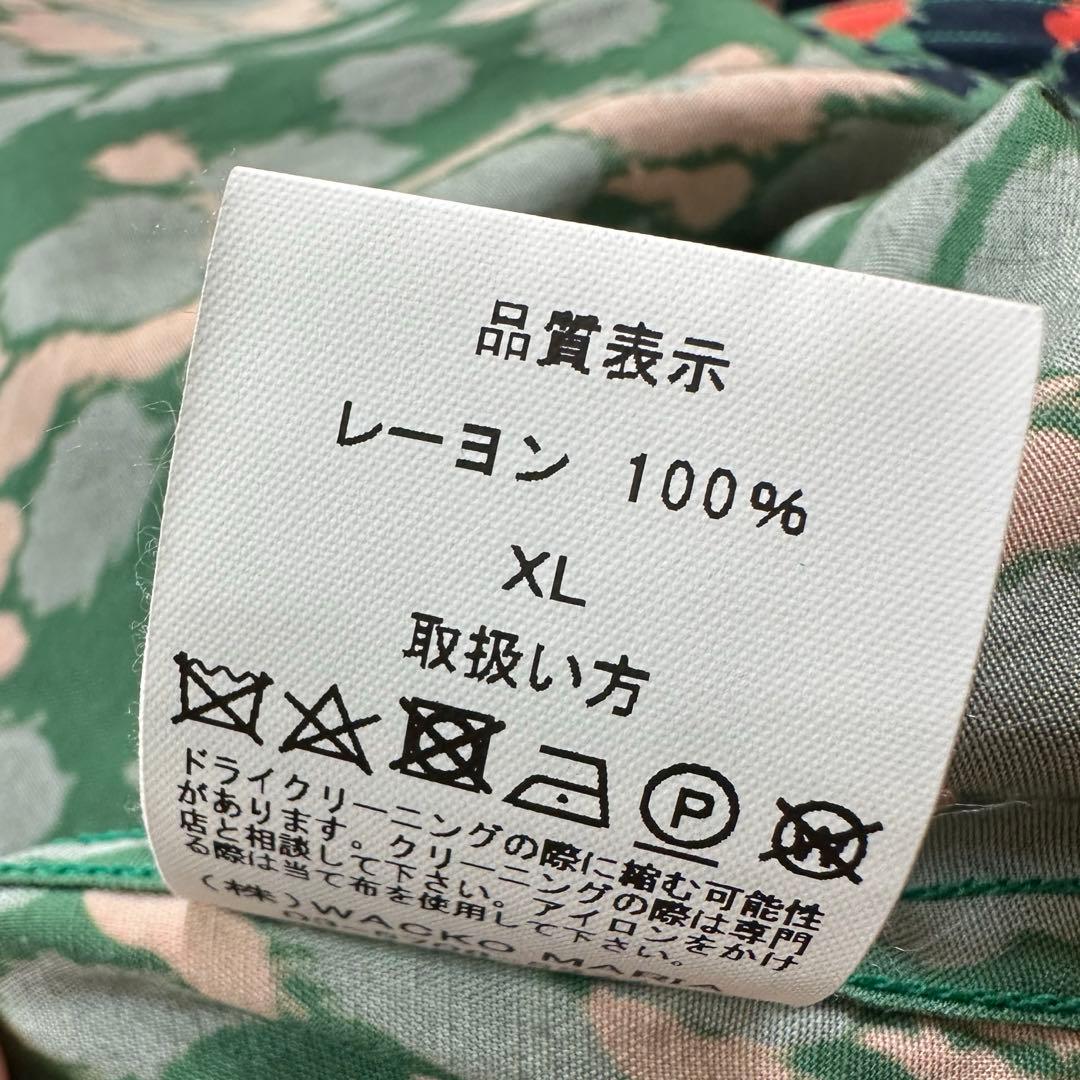 品質表示
レーヨン 100%
XL
取扱い方
P
W
ドライクリーニングの際に縮む可能性
があります。クリーニングの際は専門
店と相談して下さい。アイロンをかけ
る際は当て布を使用して下さい。
(株)WACKO MARIA